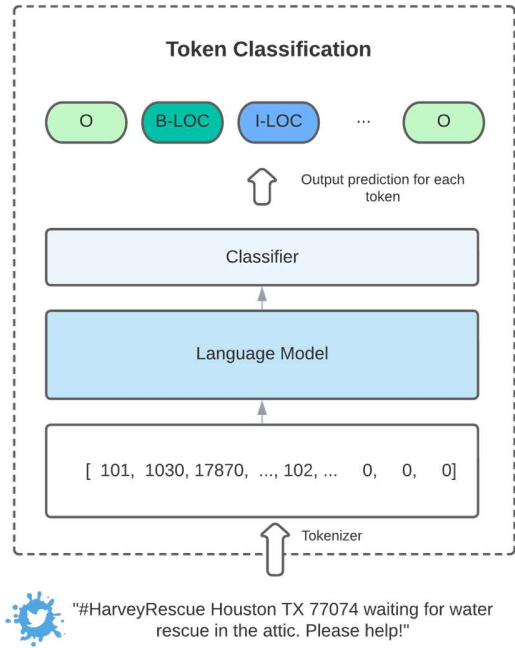 Token Classification
O B-LOC I-LOC ... O
Output prediction for each
token
Classifier
Language Model
[ 101, 1030, 17870, ..., 102, ... 0, 0, 0]
Tokenizer
"#HarveyRescue Houston TX 77074 waiting for water
rescue in the attic. Please help!"